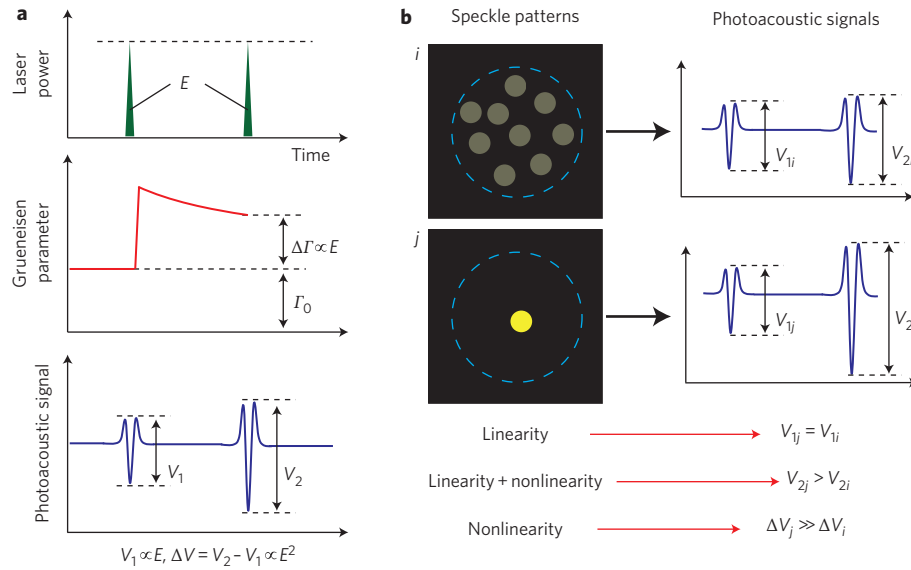 a
Laser
power
E
Time
Grueneisen
parameter
ΔΓ∝E
Γ0
Photoacoustic signal
V1
V2
V1 ∝ E, ΔV = V2 – V1 ∝ E²
b
Speckle patterns
Photoacoustic signals
i
V1i
j
V1j
Linearity
V1j = V1i
Linearity + nonlinearity
V2j > V2i
Nonlinearity
ΔVj ≫ ΔVi